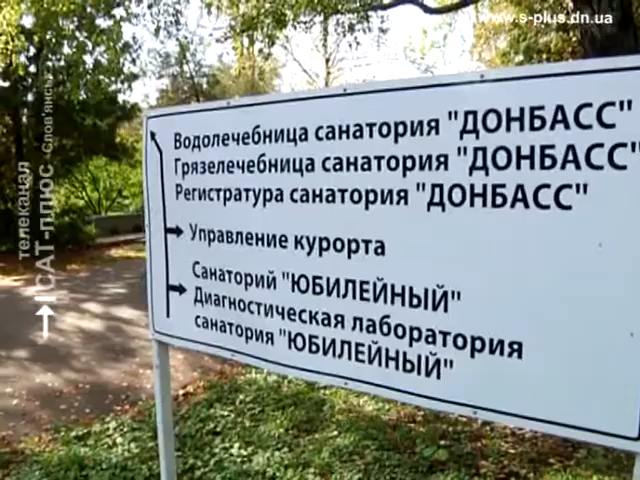 www.s-plus.dn.ua
Водолечебница санатория "ДОНБАСС"
Грязелечебница санатория "ДОНБАСС"
Регистратура санатория "ДОНБАСС"
Управление курорта
Санаторий "ЮБИЛЕЙНЫЙ"
Диагностическая лаборатория
санатория "ЮБИЛЕЙНЫЙ"
телеканал
САТ-ПЛЮС Слов'янськ